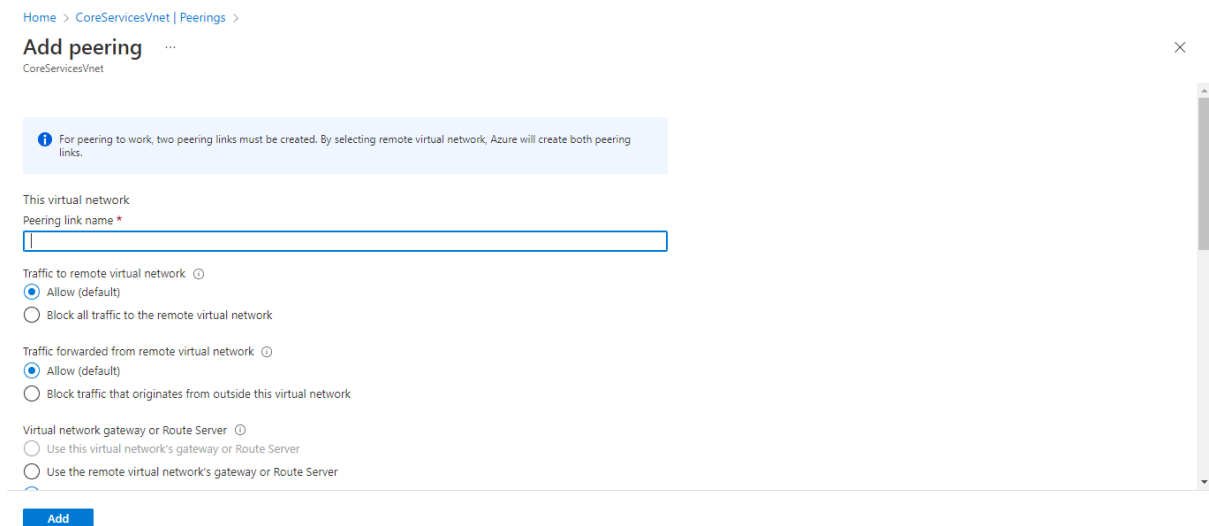 Home > CoreServicesVnet | Peerings >
Add peering ...
CoreServicesVnet
For peering to work, two peering links must be created. By selecting remote virtual network, Azure will create both peering
links.
This virtual network
Peering link name *
Traffic to remote virtual network
Allow (default)
Block all traffic to the remote virtual network
Traffic forwarded from remote virtual network
Allow (default)
Block traffic that originates from outside this virtual network
Virtual network gateway or Route Server
Use this virtual network's gateway or Route Server
Use the remote virtual network's gateway or Route Server
Add